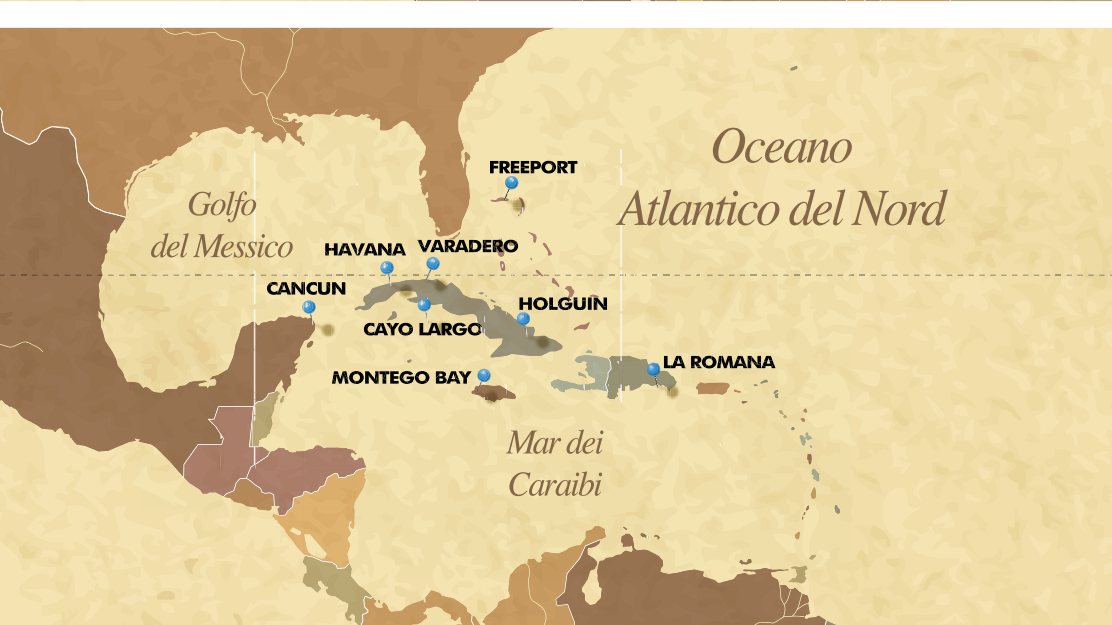 Oceano
Atlantico del Nord
FREEPORT
Golfo
del Messico
HAVANA
VARADERO
CANCUN
HOLGUIN
CAYO LARGO
LA ROMANA
MONTEGO BAY
Mar dei
Caraibi